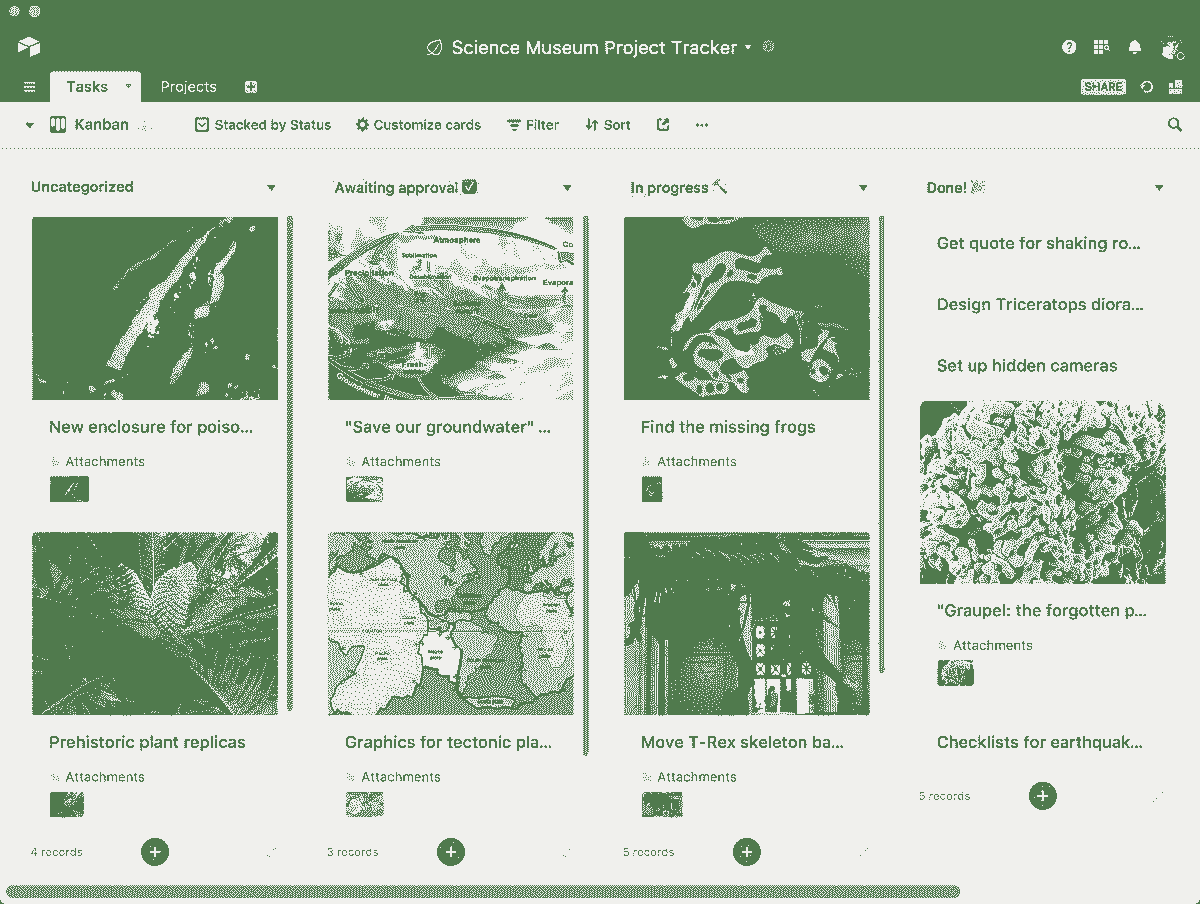 Science Museum Project Tracker
Tasks
Projects
SHARE
Kanban
Stacked by Status
Customize cards
Filter
Sort
Uncategorized
New enclosure for poiso...
Attachments
Prehistoric plant replicas
Attachments
4 records
Awaiting approval
Atmosphere
Sublimation
Precipitation
Evapotranspiration
Evapora
"Save our groundwater" ...
Attachments
Graphics for tectonic pla...
Attachments
3 records
In progress
Find the missing frogs
Attachments
Move T-Rex skeleton ba...
Attachments
5 records
Done!
Get quote for shaking ro...
Design Triceratops diora...
Set up hidden cameras
"Graupel: the forgotten p...
Attachments
Checklists for earthquak...
5 records